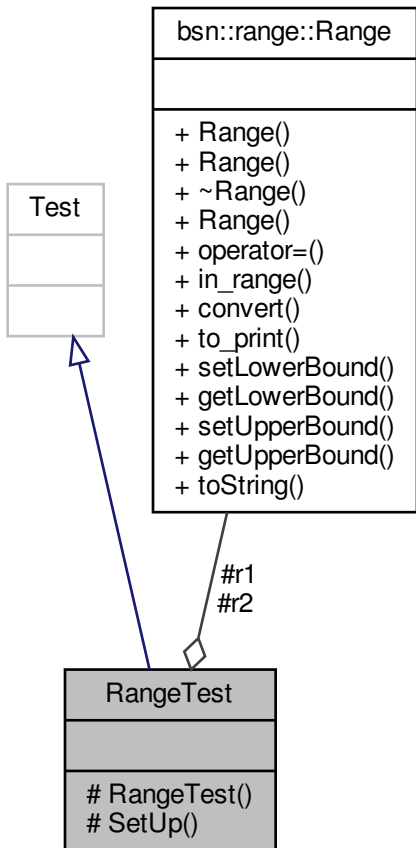 bsn::range::Range
+ Range()
+ Range()
+ ~Range()
+ Range()
+ operator=()
+ in_range()
+ convert()
+ to_print()
+ setLowerBound()
+ getLowerBound()
+ setUpperBound()
+ getUpperBound()
+ toString()
Test
#r1
#r2
RangeTest
# RangeTest()
# SetUp()